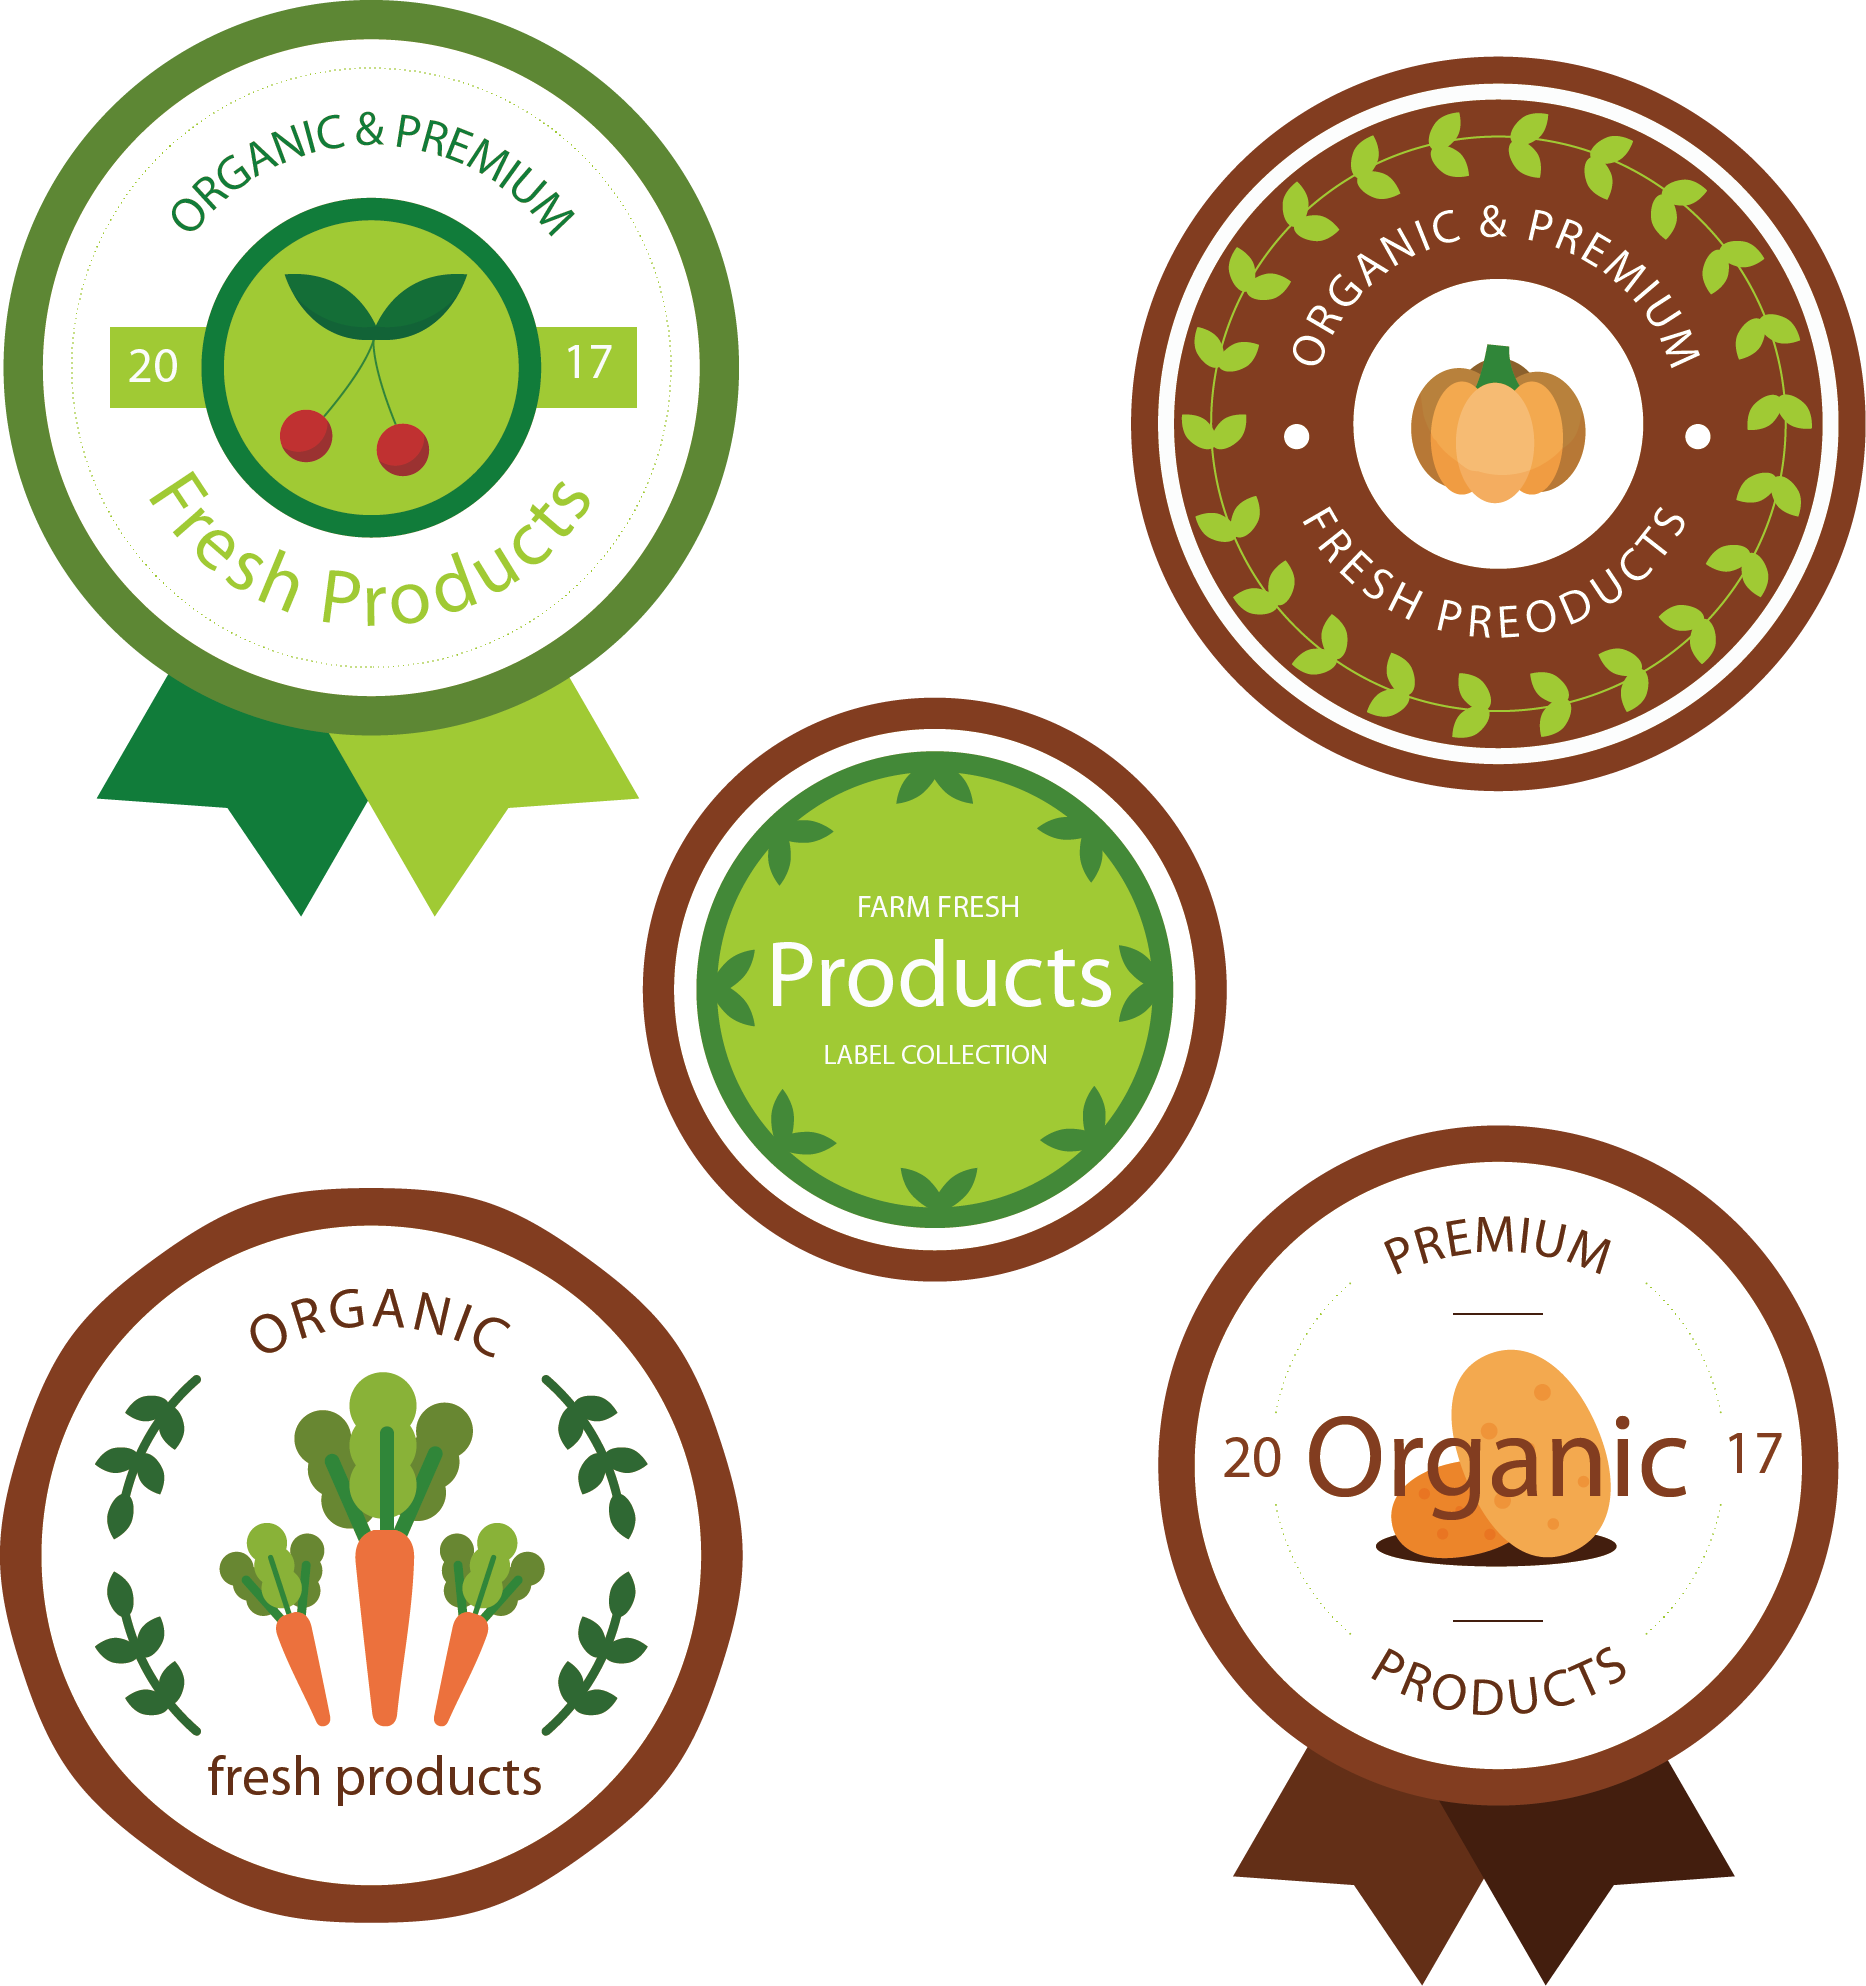 ORGANIC & PREMIUM
20 17
Fresh Products
ORGANIC & PREMIUM
FRESH PREODUCTS
FARM FRESH
Products
LABEL COLLECTION
ORGANIC
fresh products
PREMIUM
20 Organic 17
PRODUCTS